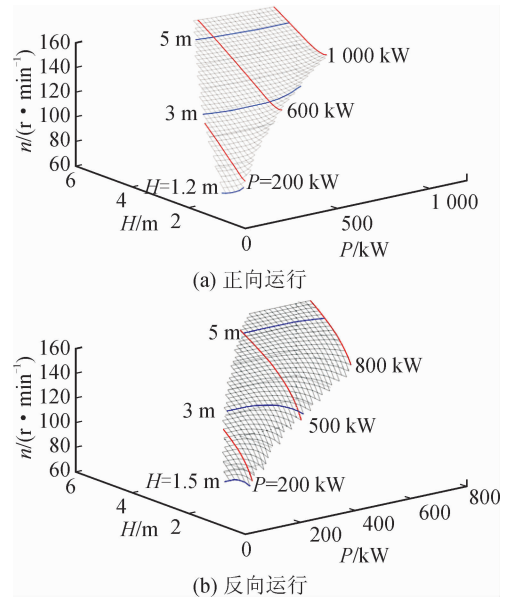 160
140
120
100
80
60
n/(r·min⁻¹)
5 m
3 m
H=1.2 m
1 000 kW
600 kW
P=200 kW
6
4
2
H/m
0
500
1 000
P/kW
(a) 正向运行
160
140
120
100
80
60
n/(r·min⁻¹)
5 m
3 m
H=1.5 m
800 kW
500 kW
P=200 kW
6
4
2
H/m
0
200
400
600
800
P/kW
(b) 反向运行